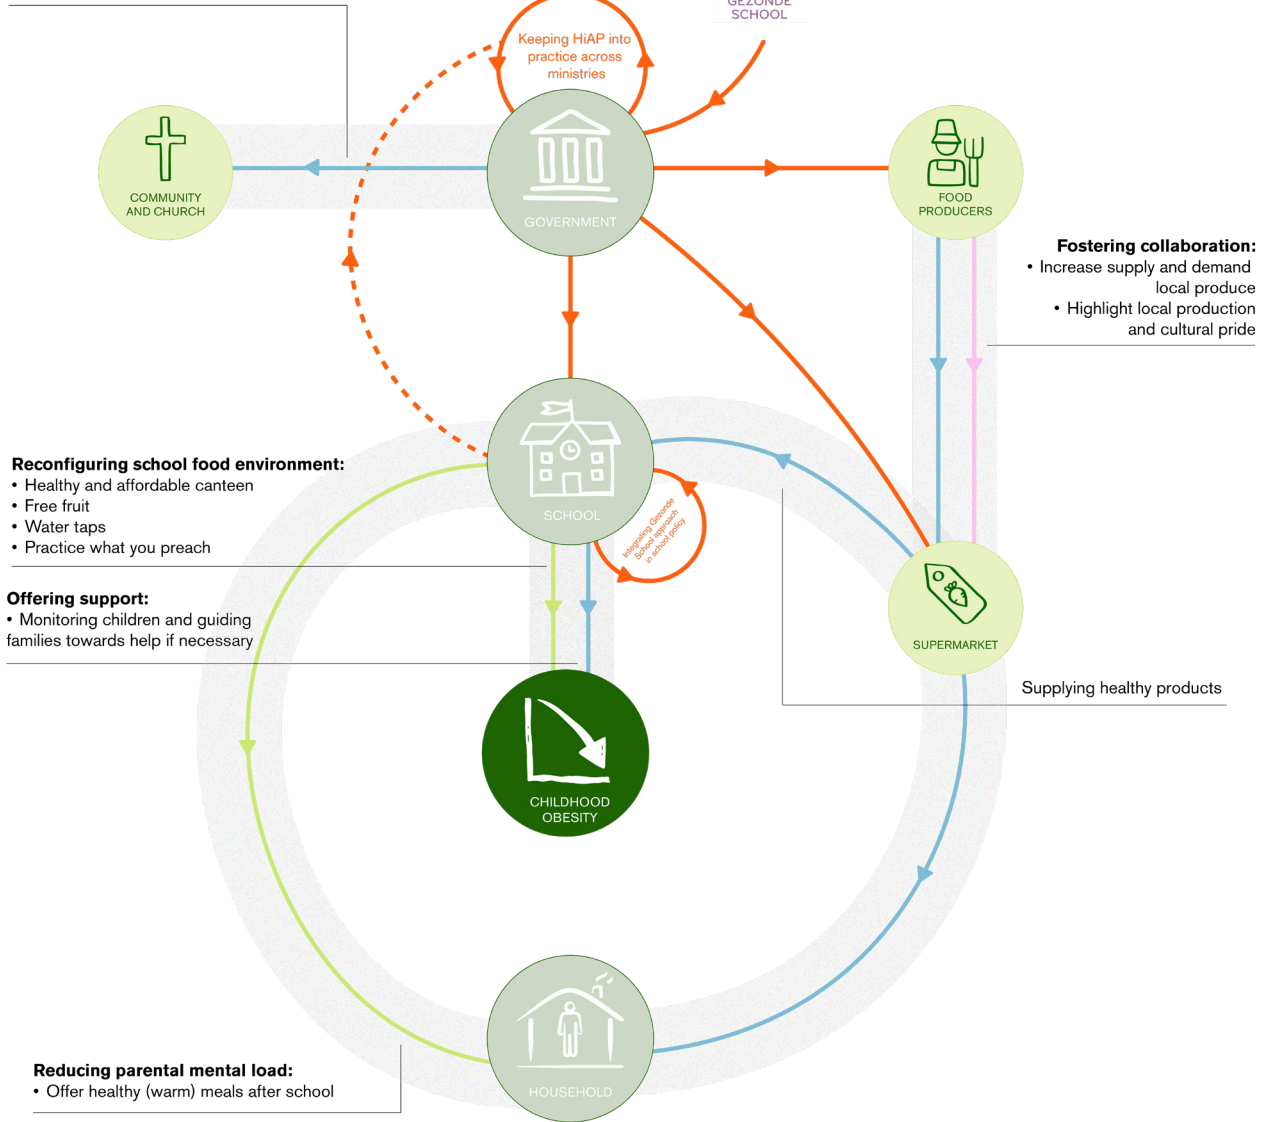 GEZONDE
SCHOOL
Keeping HiAP into
practice across
ministries
COMMUNITY
AND CHURCH
GOVERNMENT
FOOD
PRODUCERS
Fostering collaboration:
• Increase supply and demand
local produce
• Highlight local production
and cultural pride
Reconfiguring school food environment:
• Healthy and affordable canteen
• Free fruit
• Water taps
• Practice what you preach
SCHOOL
Integrating Gezonde
School approach
in school policy
Offering support:
• Monitoring children and guiding
families towards help if necessary
SUPERMARKET
Supplying healthy products
CHILDHOOD
OBESITY
Reducing parental mental load:
• Offer healthy (warm) meals after school
HOUSEHOLD